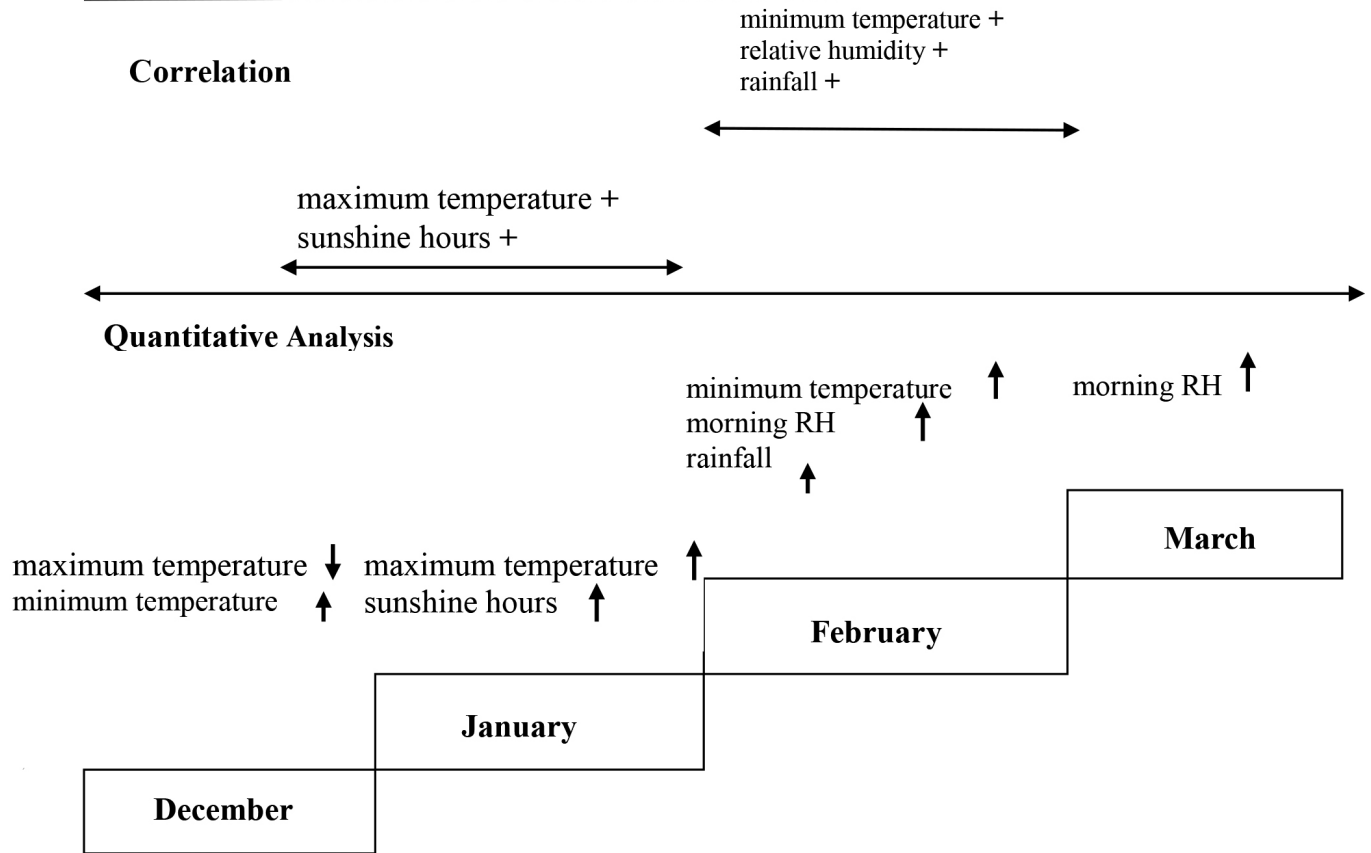 minimum temperature +
relative humidity +
rainfall +
Correlation
maximum temperature +
sunshine hours +
Quantitative Analysis
minimum temperature
morning RH
rainfall
morning RH
maximum temperature
minimum temperature
maximum temperature
sunshine hours
March
February
January
December